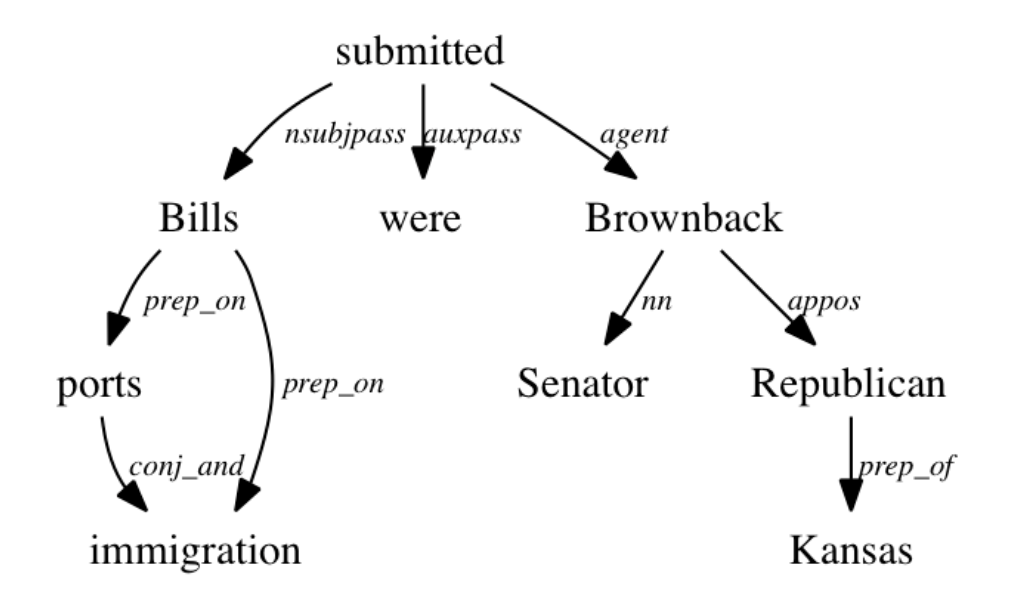 submitted
nsubjpass auxpass agent
Bills were Brownback
prep_on nn appos
ports prep_on Senator Republican
conj_and prep_of
immigration Kansas